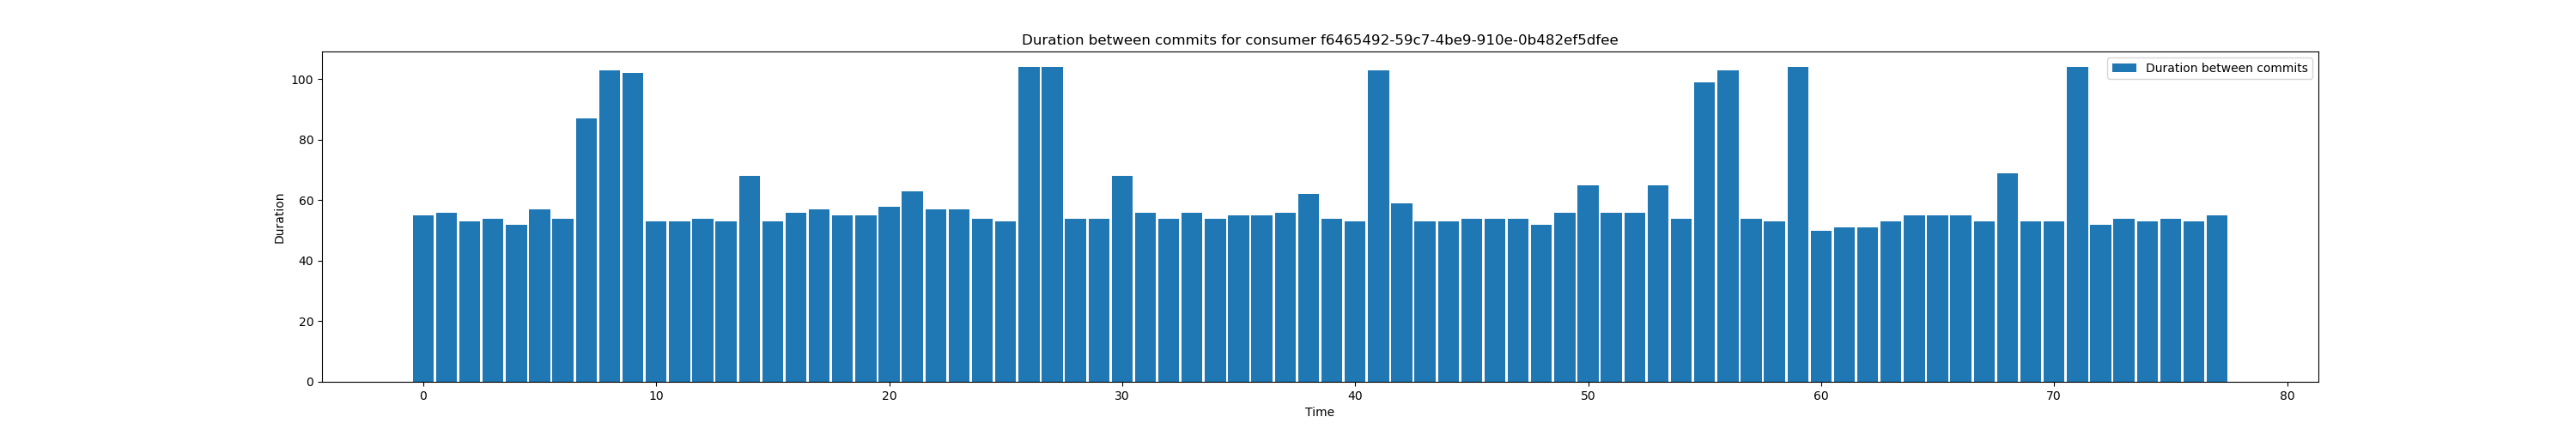 Duration between commits for consumer f6465492-59c7-4be9-910e-0b482ef5dfee
Duration between commits
100
80
60
40
20
0
Duration
0 10 20 30 40 50 60 70 80
Time